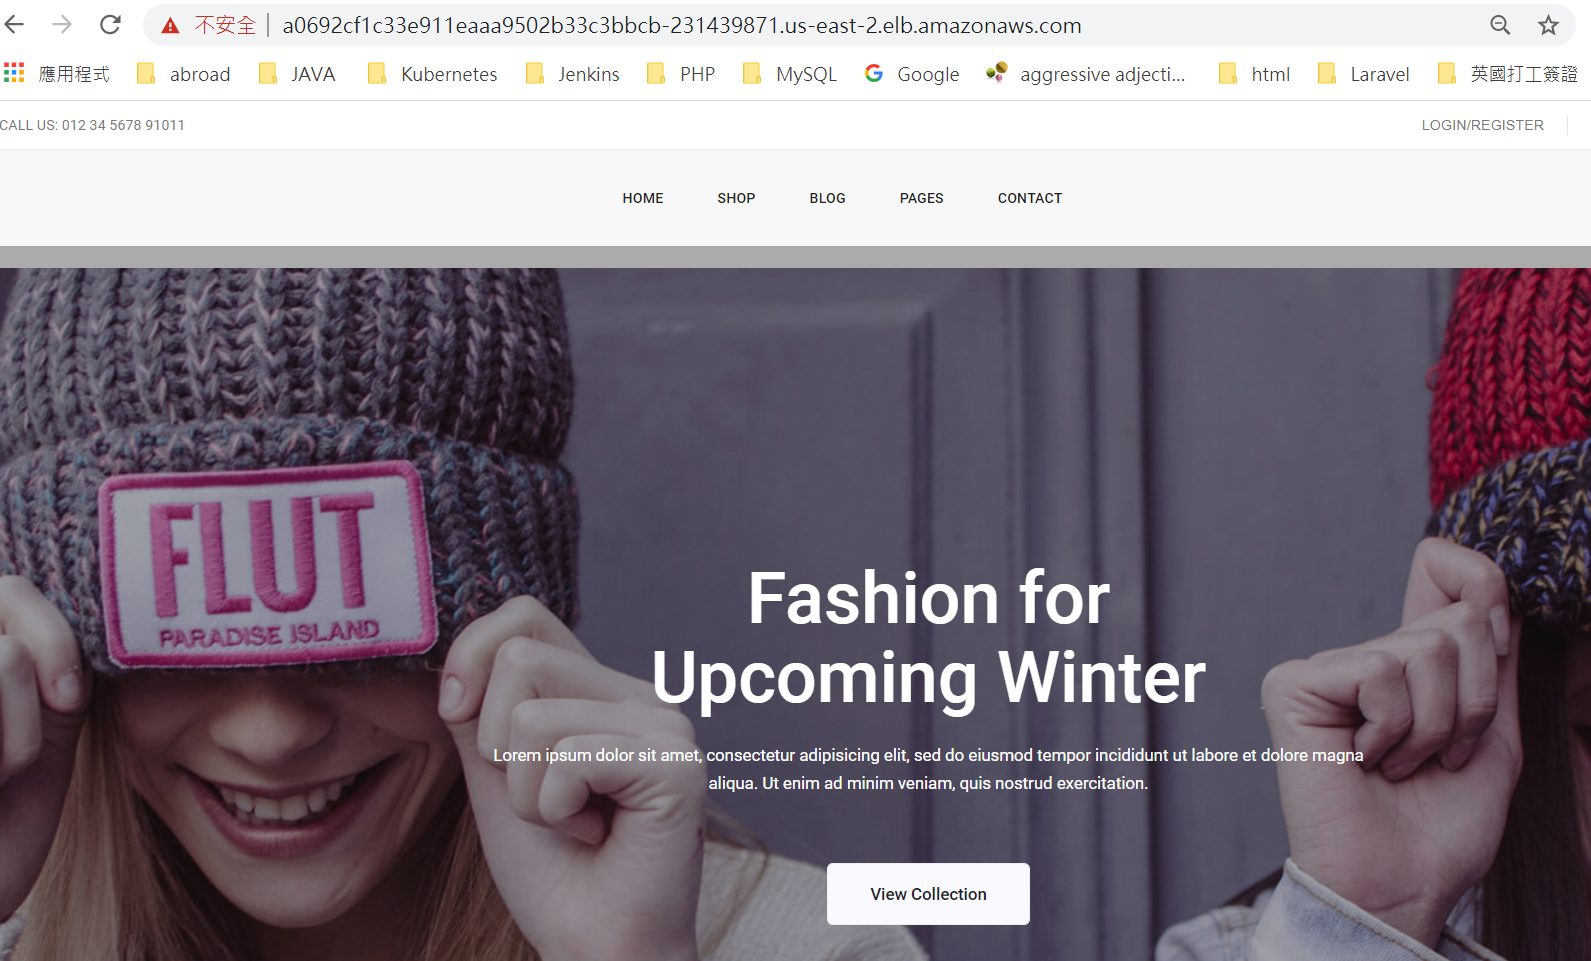 不安全 a0692cf1c33e911eaaa9502b33c3bbcb-231439871.us-east-2.elb.amazonaws.com
應用程式 abroad JAVA Kubernetes Jenkins PHP MySQL Google aggressive adjecti... html Laravel 英國打工簽證
CALL US: 012 34 5678 91011 LOGIN/REGISTER
HOME SHOP BLOG PAGES CONTACT
FLUT
PARADISE ISLAND
Fashion for
Upcoming Winter
Lorem ipsum dolor sit amet, consectetur adipisicing elit, sed do eiusmod tempor incididunt ut labore et dolore magna
aliqua. Ut enim ad minim veniam, quis nostrud exercitation.
View Collection